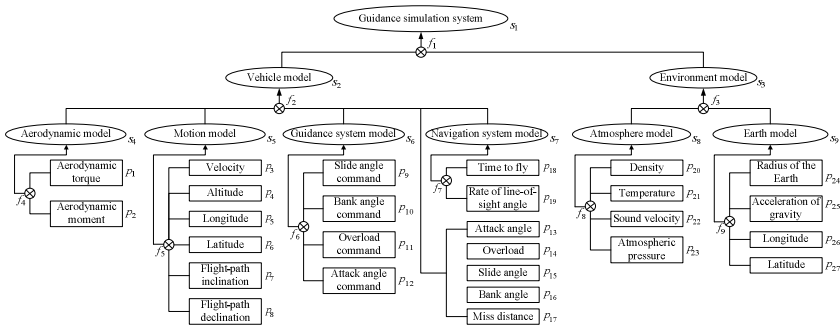 Guidance simulation system
s1
f1
Vehicle model
s2
Environment model
s3
f2
f3
Aerodynamic model
s4
Motion model
s5
Guidance system model
s6
Navigation system model
s7
Atmosphere model
s8
Earth model
s9
Aerodynamic
torque
p1
Aerodynamic
moment
p2
f4
Velocity
p3
Altitude
p4
Longitude
p5
Latitude
p6
Flight-path
inclination
p7
Flight-path
declination
p8
f5
Slide angle
command
p9
Bank angle
command
p10
Overload
command
p11
Attack angle
command
p12
f6
Time to fly
p18
Rate of line-of-
sight angle
p19
f7
Attack angle
p13
Overload
p14
Slide angle
p15
Bank angle
p16
Miss distance
p17
Density
p20
Temperature
p21
Sound velocity
p22
Atmospheric
pressure
p23
f8
Radius of the
Earth
p24
Acceleration of
gravity
p25
Longitude
p26
Latitude
p27
f9